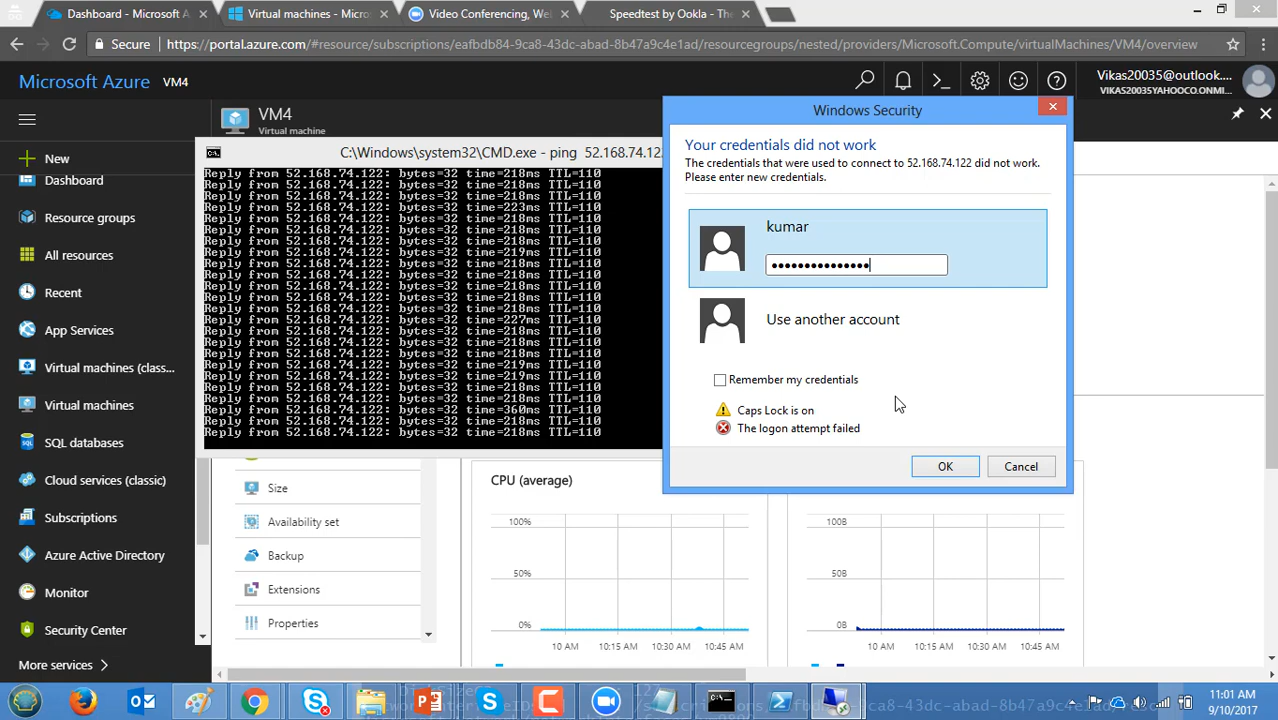 Dashboard - Microsoft A
Virtual machines - Micros
Video Conferencing, We
Speedtest by Ookla - The
Secure
https://portal.azure.com/#resource/subscriptions/eafbdb84-9ca8-43dc-abad-8b47a9c4e1ad/resourcegroups/nested/providers/Microsoft.Compute/virtualMachines/VM4/overview
Microsoft Azure VM4
Vikas20035@outlook....
VIKAS20035YAHOOCO.ONMI...
VM4
Virtual machine
New
Dashboard
Resource groups
All resources
Recent
App Services
Virtual machines (class...
Virtual machines
SQL databases
Cloud services (classic)
Subscriptions
Azure Active Directory
Monitor
Security Center
More services
C:\Windows\system32\CMD.exe - ping 52.168.74.12
Reply from 52.168.74.122: bytes=32 time=218ms TTL=110
Reply from 52.168.74.122: bytes=32 time=218ms TTL=110
Reply from 52.168.74.122: bytes=32 time=218ms TTL=110
Reply from 52.168.74.122: bytes=32 time=218ms TTL=110
Reply from 52.168.74.122: bytes=32 time=223ms TTL=110
Reply from 52.168.74.122: bytes=32 time=218ms TTL=110
Reply from 52.168.74.122: bytes=32 time=218ms TTL=110
Reply from 52.168.74.122: bytes=32 time=219ms TTL=110
Reply from 52.168.74.122: bytes=32 time=218ms TTL=110
Reply from 52.168.74.122: bytes=32 time=218ms TTL=110
Reply from 52.168.74.122: bytes=32 time=218ms TTL=110
Reply from 52.168.74.122: bytes=32 time=219ms TTL=110
Reply from 52.168.74.122: bytes=32 time=218ms TTL=110
Reply from 52.168.74.122: bytes=32 time=227ms TTL=110
Reply from 52.168.74.122: bytes=32 time=218ms TTL=110
Reply from 52.168.74.122: bytes=32 time=218ms TTL=110
Reply from 52.168.74.122: bytes=32 time=218ms TTL=110
Reply from 52.168.74.122: bytes=32 time=219ms TTL=110
Reply from 52.168.74.122: bytes=32 time=218ms TTL=110
Reply from 52.168.74.122: bytes=32 time=218ms TTL=110
Reply from 52.168.74.122: bytes=32 time=218ms TTL=110
Reply from 52.168.74.122: bytes=32 time=360ms TTL=110
Reply from 52.168.74.122: bytes=32 time=219ms TTL=110
Reply from 52.168.74.122: bytes=32 time=218ms TTL=110
Windows Security
Your credentials did not work
The credentials that were used to connect to 52.168.74.122 did not work.
Please enter new credentials.
kumar
Use another account
Remember my credentials
Caps Lock is on
The logon attempt failed
OK Cancel
Size
Availability set
Backup
Extensions
Properties
CPU (average)
100%
50%
0%
10 AM 10:15 AM 10:30 AM 10:45 AM
100B
50B
0B
10 AM 10:15 AM 10:30 AM 10:45 AM
11:01 AM
9/10/2017